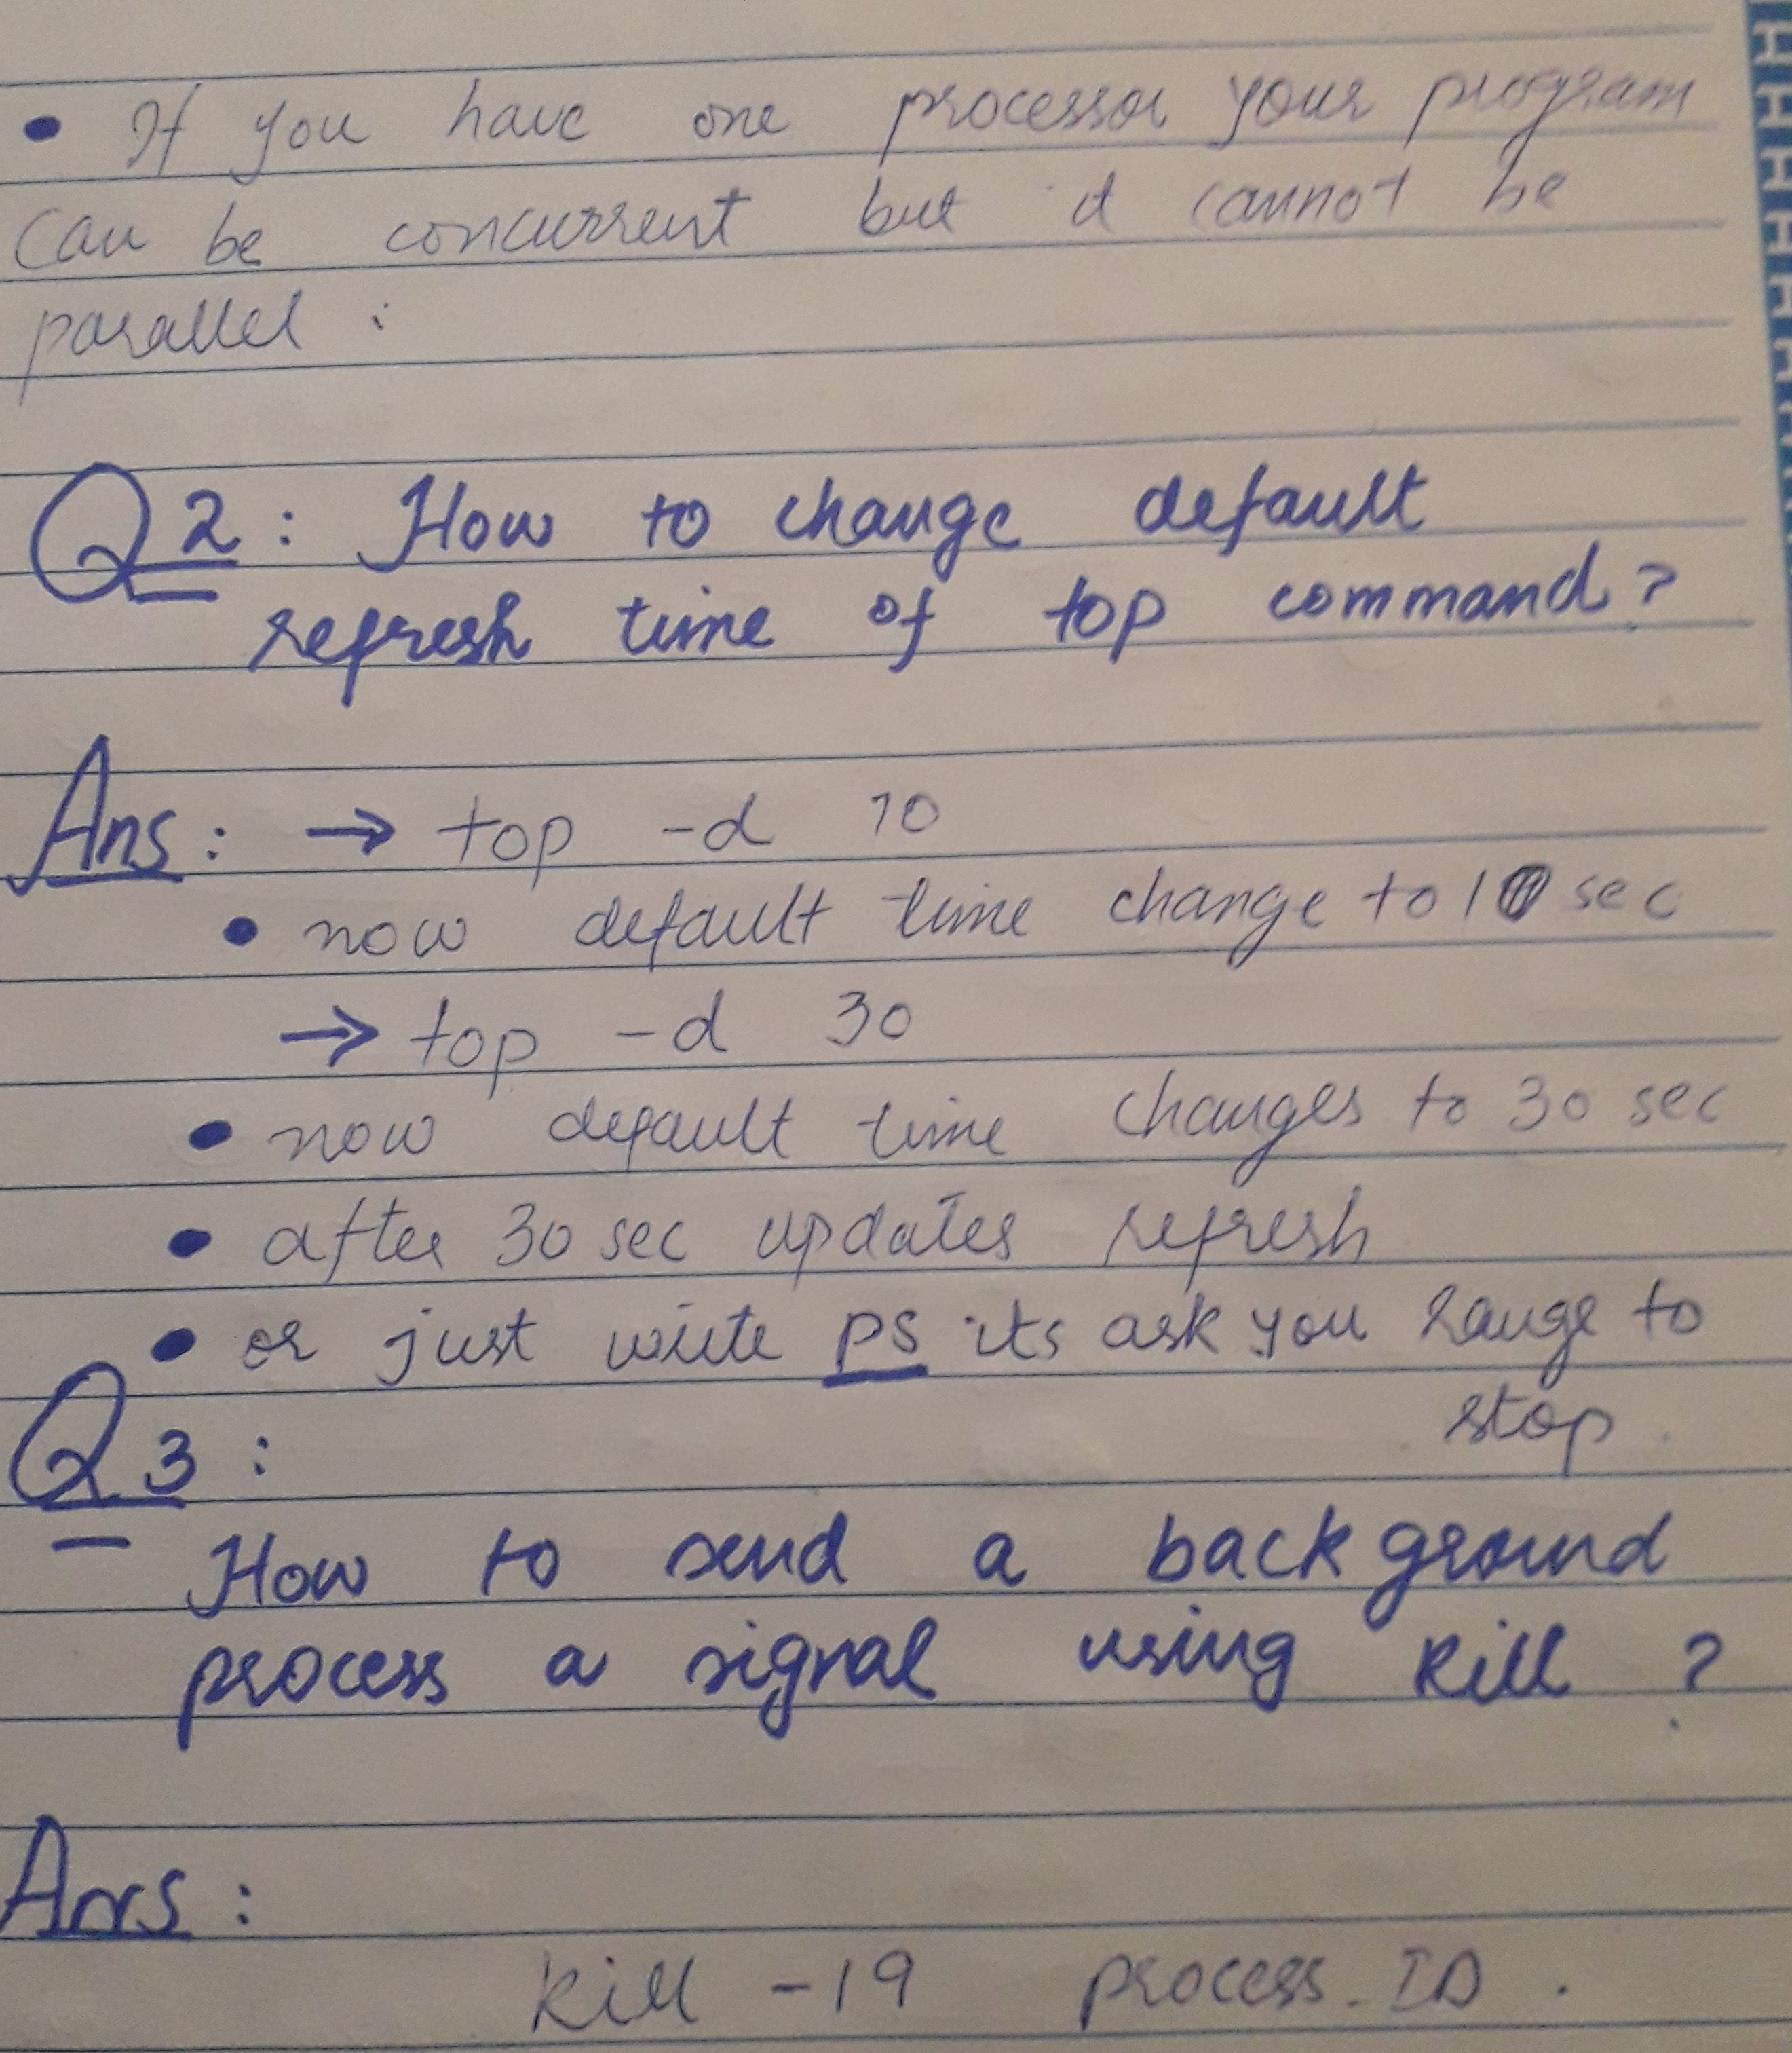 • If you have one processor your program
can be concurrent but it cannot be
parallel :
Q2 : How to change default
refresh time of top command ?
Ans : → top -d 10
• now default time change to 10 sec
→ top -d 30
• now default time changes to 30 sec
• after 30 sec updates refresh
• or just write ps its ask you range to
stop.
Q3 :
How to send a background
process a signal using kill ?
Ans :
kill -19 process_ID .